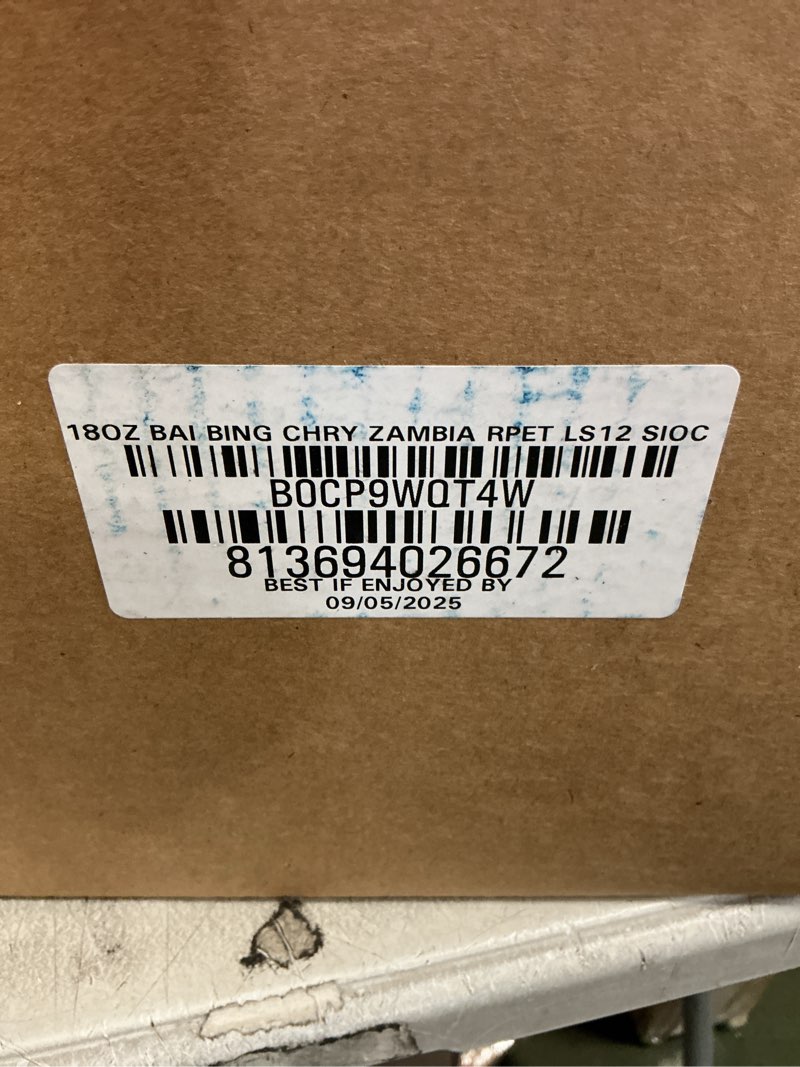 18OZ BAI BING CHRY ZAMBIA RPET LS12 SIOC
B0CP9WQT4W
813694026672
BEST IF ENJOYED BY
09/05/2025